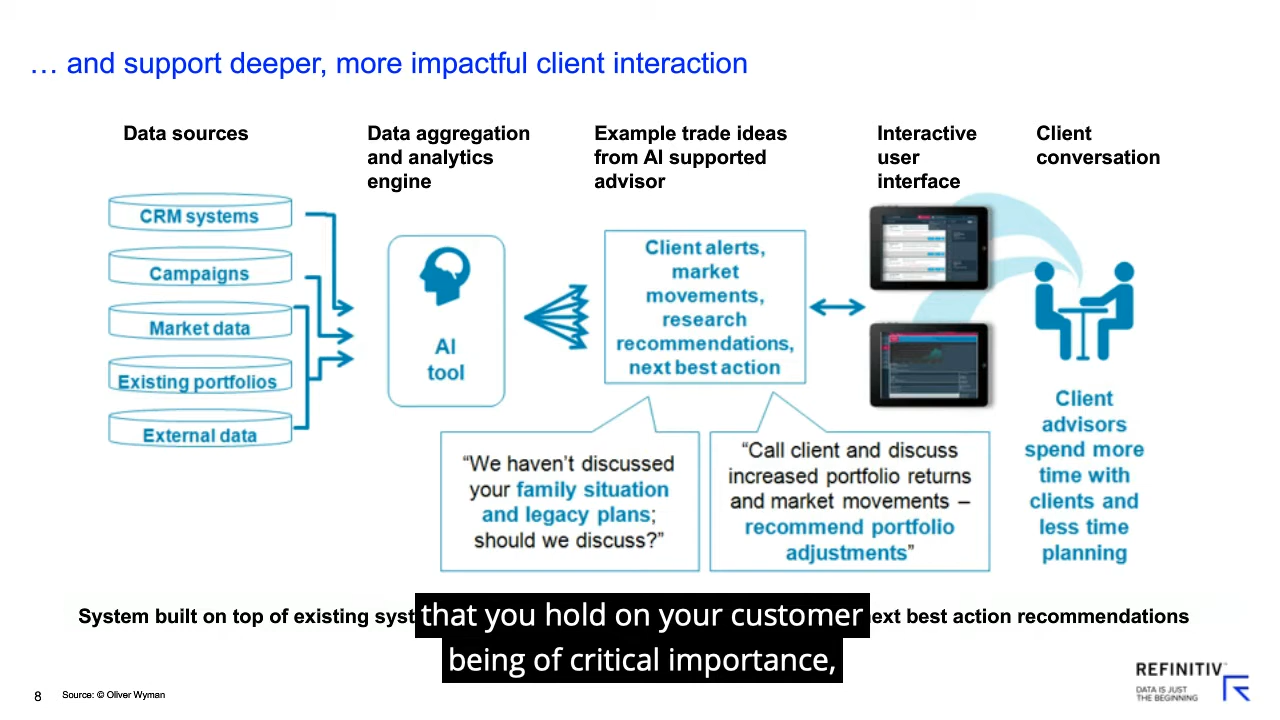 … and support deeper, more impactful client interaction
Data sources
Data aggregation
and analytics
engine
Example trade ideas
from AI supported
advisor
Interactive
user
interface
Client
conversation
CRM systems
Campaigns
Market data
Existing portfolios
External data
AI
tool
Client alerts,
market
movements,
research
recommendations,
next best action
“We haven’t discussed
your family situation
and legacy plans;
should we discuss?”
“Call client and discuss
increased portfolio returns
and market movements –
recommend portfolio
adjustments”
Client
advisors
spend more
time with
clients and
less time
planning
System built on top of existing best action recommendations
that you hold on your customer
being of critical importance,
8
Source: © Oliver Wyman
REFINITIV
DATA IS JUST
THE BEGINNING